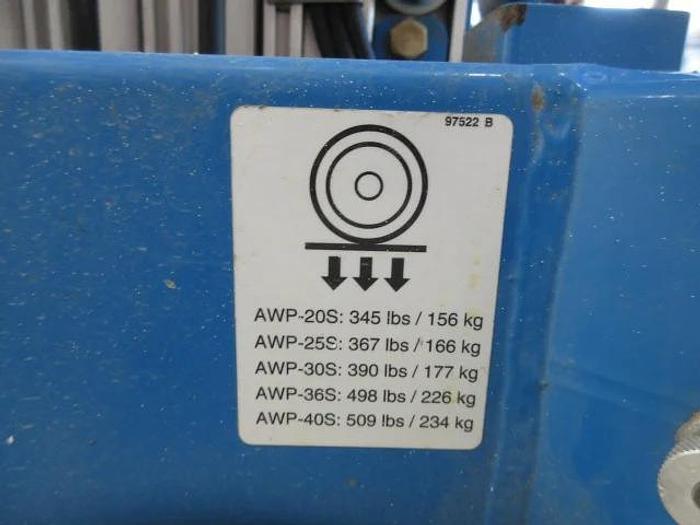 97522 B
AWP-20S: 345 lbs / 156 kg
AWP-25S: 367 lbs / 166 kg
AWP-30S: 390 lbs / 177 kg
AWP-36S: 498 lbs / 226 kg
AWP-40S: 509 lbs / 234 kg